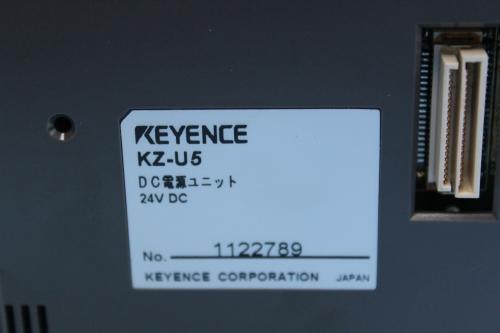 KEYENCE
KZ-U5
DC電源ユニット
24V DC
No. 1122789
KEYENCE CORPORATION JAPAN